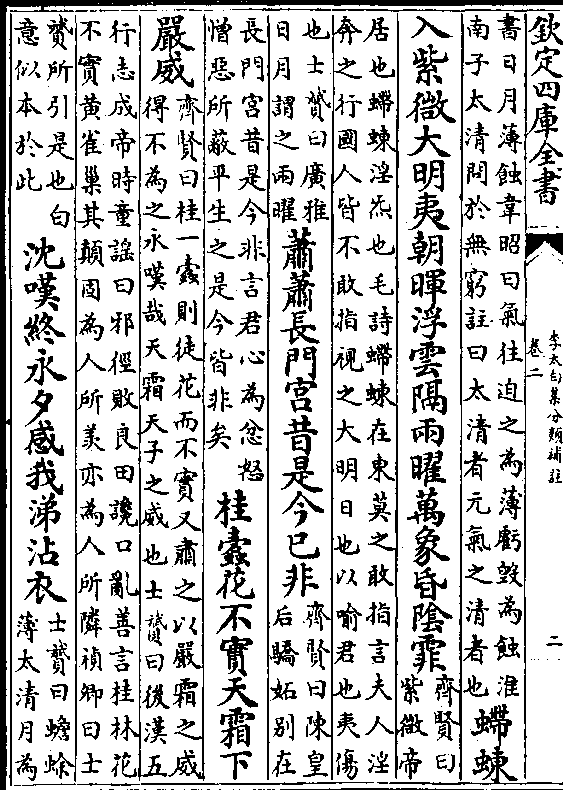 欽定四庫全書
李太白集分類補註
卷二
二
書日月薄蝕韋昭曰氣往迫之為薄虧毀為蝕淮
南子太清問於無窮註曰太清者元氣之清者也
螮蝀
入紫微大明夷朝暉浮雲隔兩曜萬象昏陰霏
齊賢曰
紫微帝
居也螮蝀淫炁也毛詩螮蝀在東莫之敢指言夫人淫
奔之行國人皆不敢指視之大明日也以喻君也夷傷
也士贇曰廣雅
日月謂之兩曜
蕭蕭長門宫昔是今已非
齊賢曰陳皇
后驕妬别在
長門宫昔是今非言君心為忿怒
憎惡所蔽平生之是今皆非矣
桂蠹花不實天霜下
嚴威
齊賢曰桂一蠹則徒花而不實又肅之以嚴霜之威
得不為之永嘆哉天霜天子之威也士贇曰後漢五
行志成帝時童謠曰邪徑敗良田讒口亂善言桂林花
不實黄雀巢其顛固為人所羡亦為人所隣禎卿曰士
贇所引是也白
意似本於此
沈嘆終永夕感我涕沾衣
士贇曰蟾蜍
薄太清月為